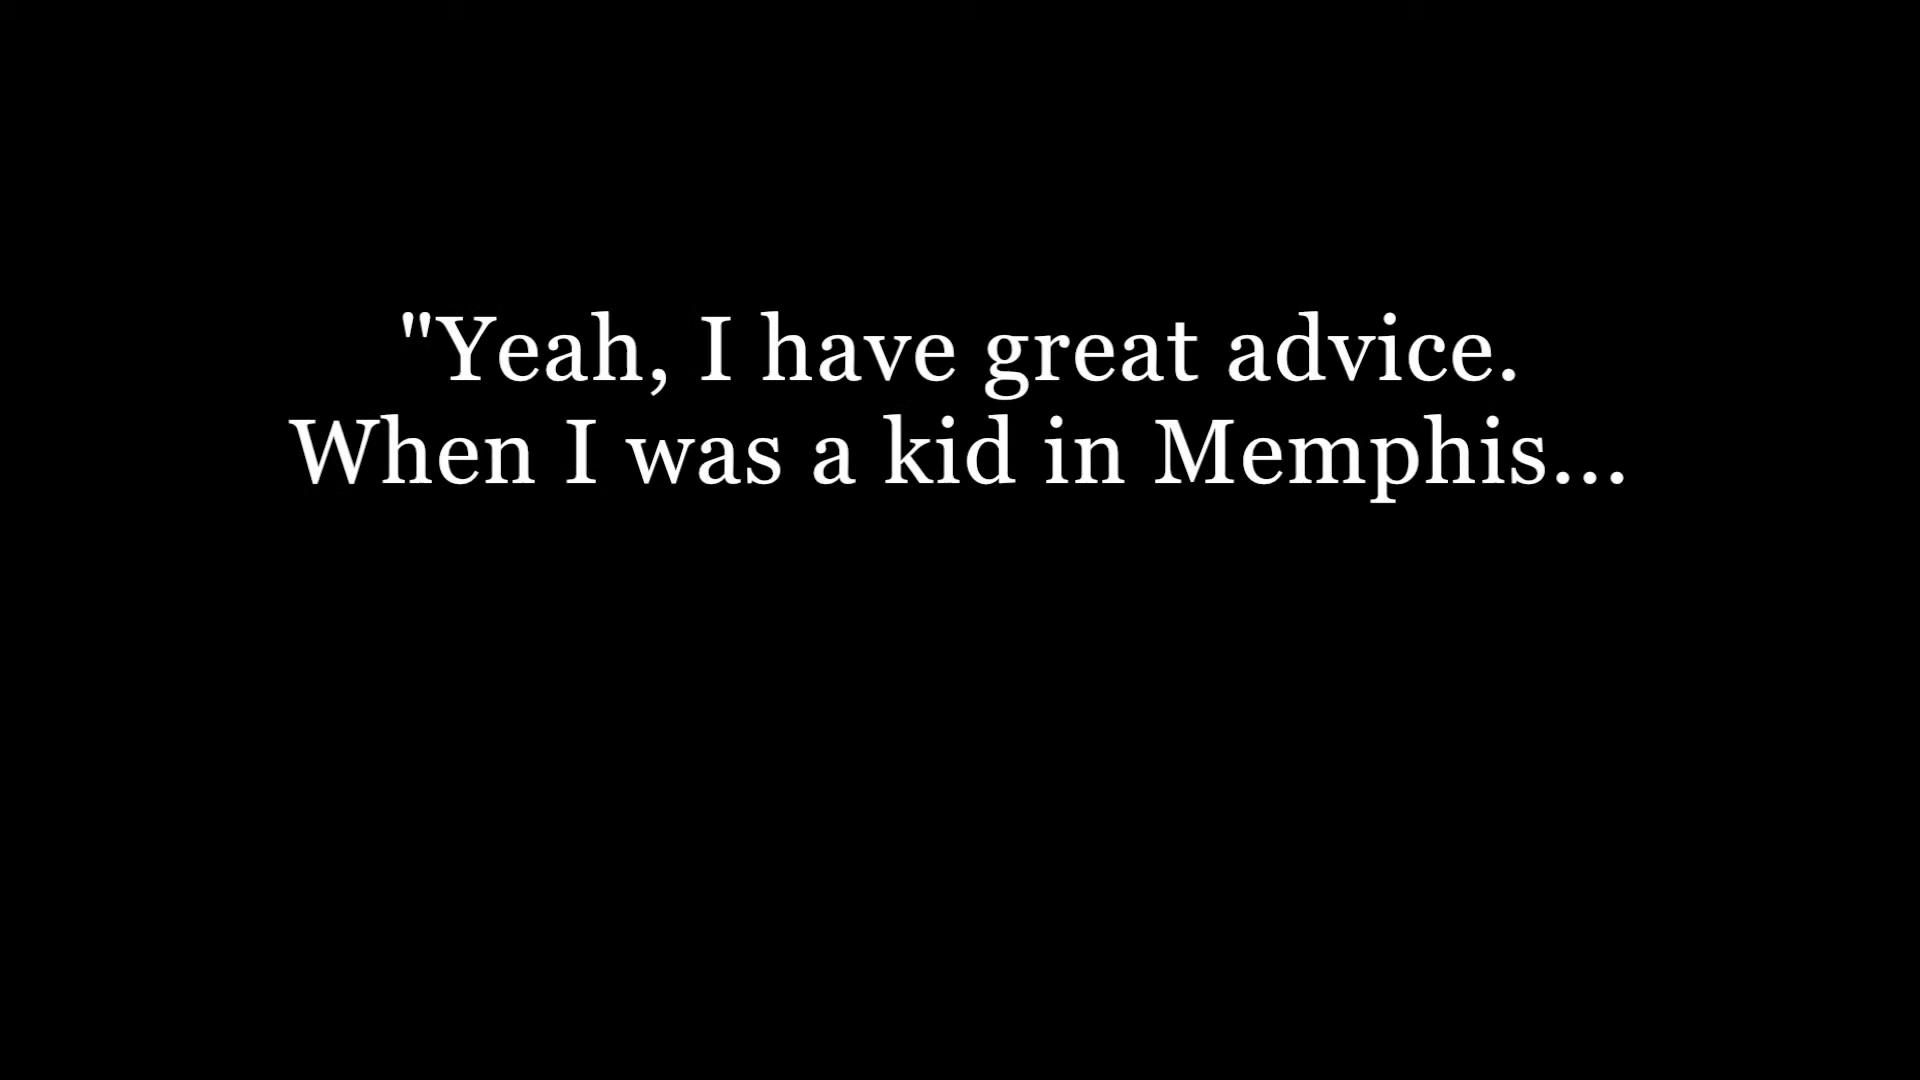 "Yeah, I have great advice.
When I was a kid in Memphis...